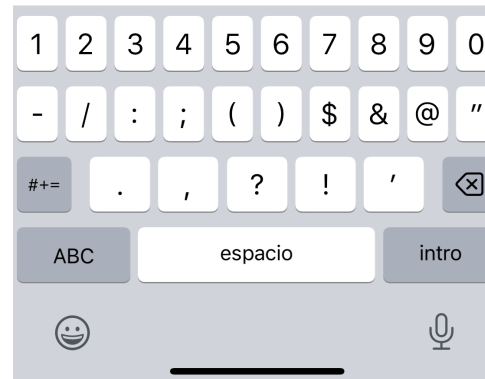 1 2 3 4 5 6 7 8 9 0
- / : ; ( ) $ & @ "
#+= . , ? ! '
ABC espacio intro